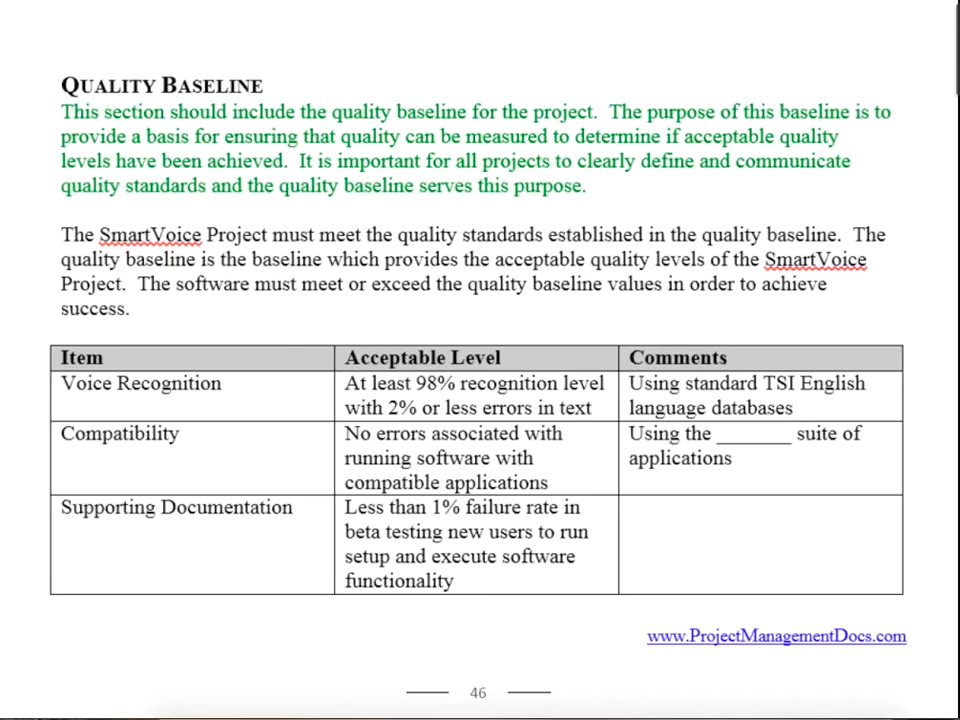 QUALITY BASELINE
This section should include the quality baseline for the project.  The purpose of this baseline is to
provide a basis for ensuring that quality can be measured to determine if acceptable quality
levels have been achieved.  It is important for all projects to clearly define and communicate
quality standards and the quality baseline serves this purpose.
The SmartVoice Project must meet the quality standards established in the quality baseline.  The
quality baseline is the baseline which provides the acceptable quality levels of the SmartVoice
Project.  The software must meet or exceed the quality baseline values in order to achieve
success.
Item Acceptable Level Comments
Voice Recognition At least 98% recognition level Using standard TSI English
with 2% or less errors in text language databases
Compatibility No errors associated with Using the _______ suite of
running software with applications
compatible applications
Supporting Documentation Less than 1% failure rate in
beta testing new users to run
setup and execute software
functionality
www.ProjectManagementDocs.com
46